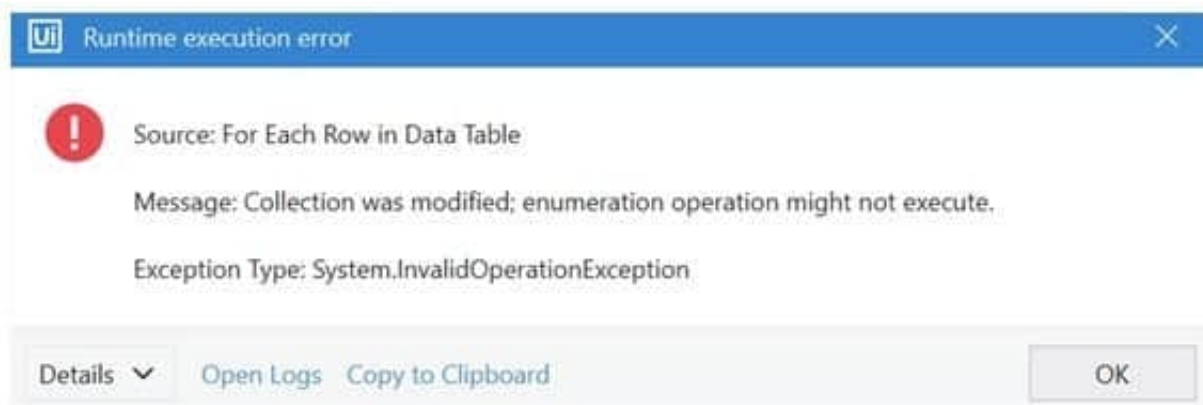 Ui Runtime execution error
Source: For Each Row in Data Table
Message: Collection was modified; enumeration operation might not execute.
Exception Type: System.InvalidOperationException
Details Open Logs Copy to Clipboard OK